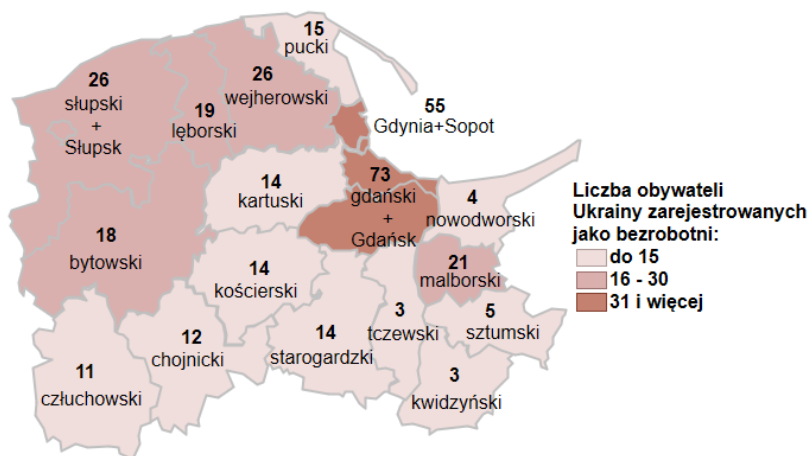 15
pucki
26
słupski
+
Słupsk
19
lęborski
26
wejherowski
55
Gdynia+Sopot
14
kartuski
73
gdański
+
Gdańsk
4
nowodworski
18
bytowski
14
kościerski
21
malborski
3
tczewski
5
sztumski
11
człuchowski
12
chojnicki
14
starogardzki
3
kwidzyński
Liczba obywateli
Ukrainy zarejestrowanych
jako bezrobotni:
do 15
16 - 30
31 i więcej